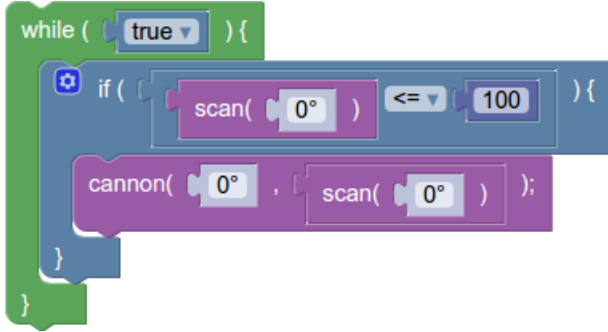 while ( true ▾ ) {
if ( scan( 0° ) <= ▾ 100 ) {
cannon( 0° , scan( 0° ) );
}
}